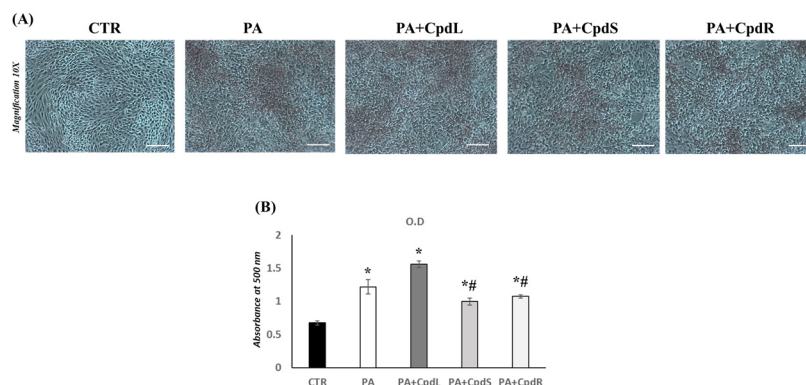 (A)
CTR PA PA+CpdL PA+CpdS PA+CpdR
Magnification 10X
(B)
O.D
Absorbance at 500 nm
2
1.5
1
0.5
0
* * *# *#
CTR PA PA+CpdL PA+CpdS PA+CpdR